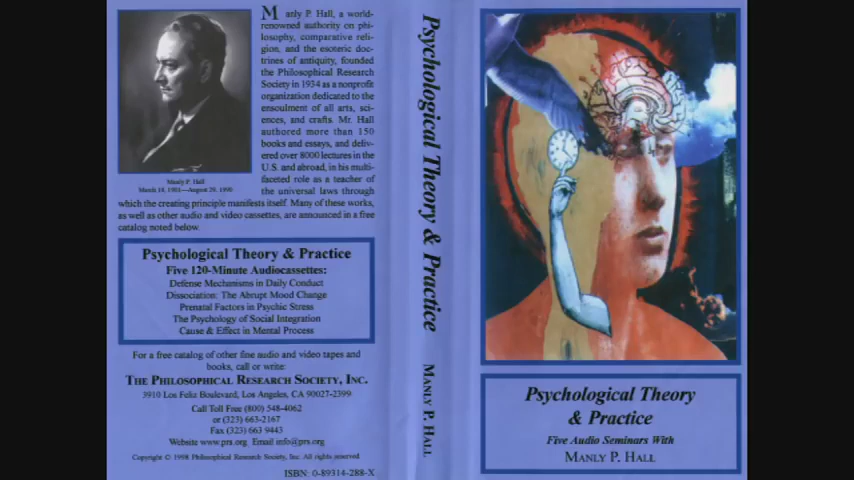 Manly P. Hall, a world-
renowned authority on phi-
losophy, comparative reli-
gion, and the esoteric doc-
trines of antiquity, founded
the Philosophical Research
Society in 1934 as a nonprofit
organization dedicated to the
ensoulment of all arts, sci-
ences, and crafts. Mr. Hall
authored more than 150
books and essays, and deliv-
ered over 8000 lectures in the
U.S. and abroad, in his multi-
faceted role as a teacher of
the universal laws through
which the creating principle manifests itself. Many of these works,
as well as other audio and video cassettes, are announced in a free
catalog noted below.
Manly P. Hall
March 18, 1901—August 29, 1990
Psychological Theory & Practice
Five 120-Minute Audiocassettes:
Defense Mechanisms in Daily Conduct
Dissociation: The Abrupt Mood Change
Prenatal Factors in Psychic Stress
The Psychology of Social Integration
Cause & Effect in Mental Process
For a free catalog of other fine audio and video tapes and
books, call or write:
THE PHILOSOPHICAL RESEARCH SOCIETY, INC.
3910 Los Feliz Boulevard, Los Angeles, CA 90027-2399
Call Toll Free (800) 548-4062
or (323) 663-2167
Fax (323) 663 9443
Website www.prs.org Email info@prs.org
Copyright © 1998 Philosophical Research Society, Inc. All rights reserved
ISBN: 0-89314-288-X
Psychological Theory & Practice
MANLY P. HALL
Psychological Theory
& Practice
Five Audio Seminars With
MANLY P. HALL